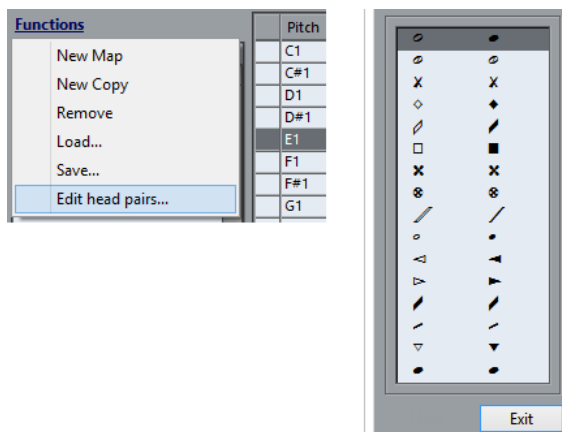 Functions
New Map
New Copy
Remove
Load...
Save...
Edit head pairs...
Pitch
C1
C#1
D1
D#1
E1
F1
F#1
G1
Exit